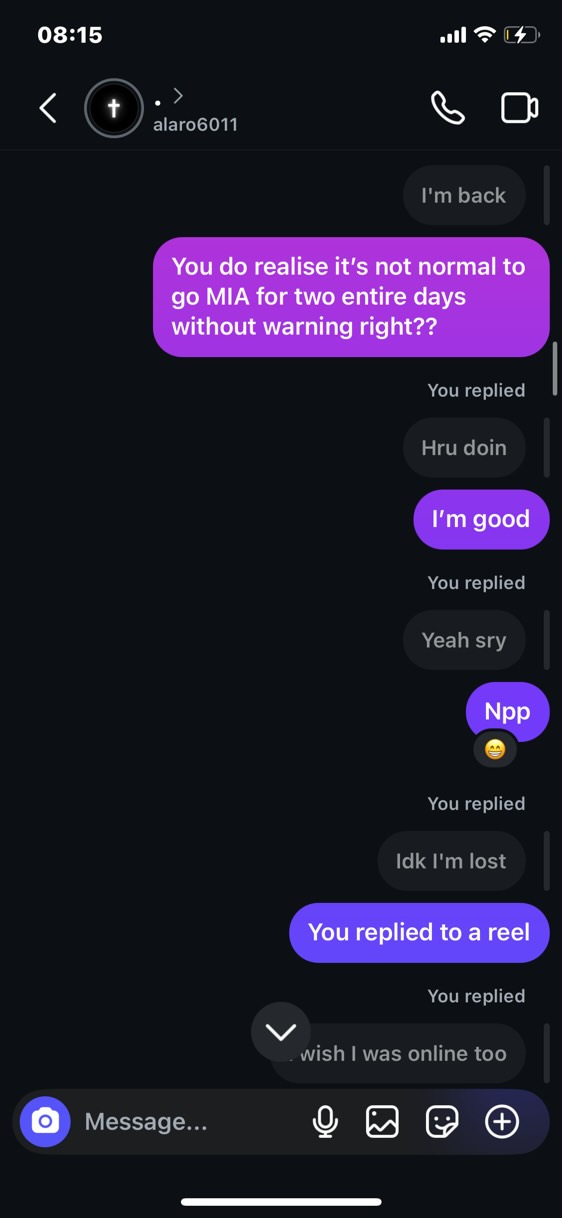 08:15
.
alaro6011
I'm back
You do realise it's not normal to
go MIA for two entire days
without warning right??
You replied
Hru doin
I'm good
You replied
Yeah sry
Npp
You replied
Idk I'm lost
You replied to a reel
You replied
wish I was online too
Message...